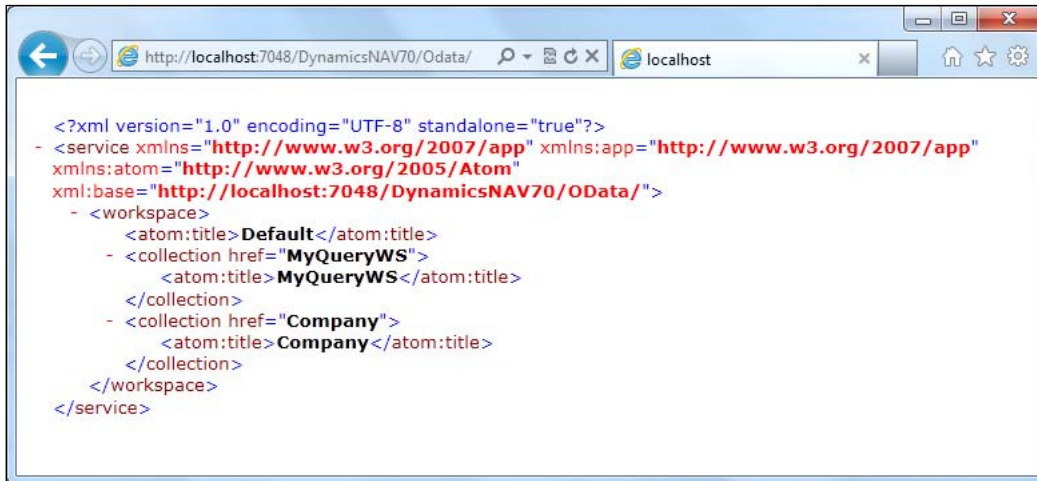 http://localhost:7048/DynamicsNAV70/Odata/
localhost
<?xml version="1.0" encoding="UTF-8" standalone="true"?>
- <service xmlns="http://www.w3.org/2007/app" xmlns:app="http://www.w3.org/2007/app"
xmlns:atom="http://www.w3.org/2005/Atom"
xml:base="http://localhost:7048/DynamicsNAV70/OData/">
- <workspace>
<atom:title>Default</atom:title>
- <collection href="MyQueryWS">
<atom:title>MyQueryWS</atom:title>
</collection>
- <collection href="Company">
<atom:title>Company</atom:title>
</collection>
</workspace>
</service>